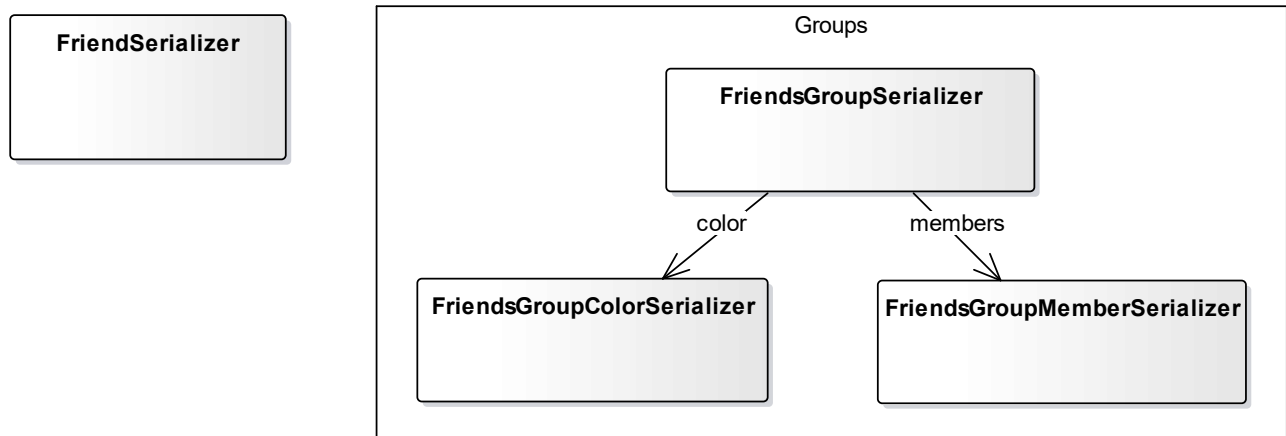 FriendSerializer
Groups
FriendsGroupSerializer
color
members
FriendsGroupColorSerializer
FriendsGroupMemberSerializer